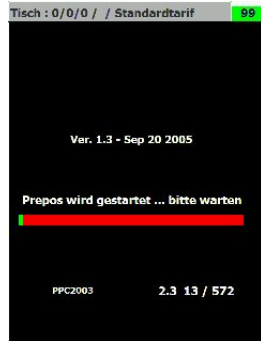 Tisch : 0/0/0 / / Standardtarif 99
Ver. 1.3 - Sep 20 2005
Prepos wird gestartet ... bitte warten
PPC2003 2.3 13 / 572